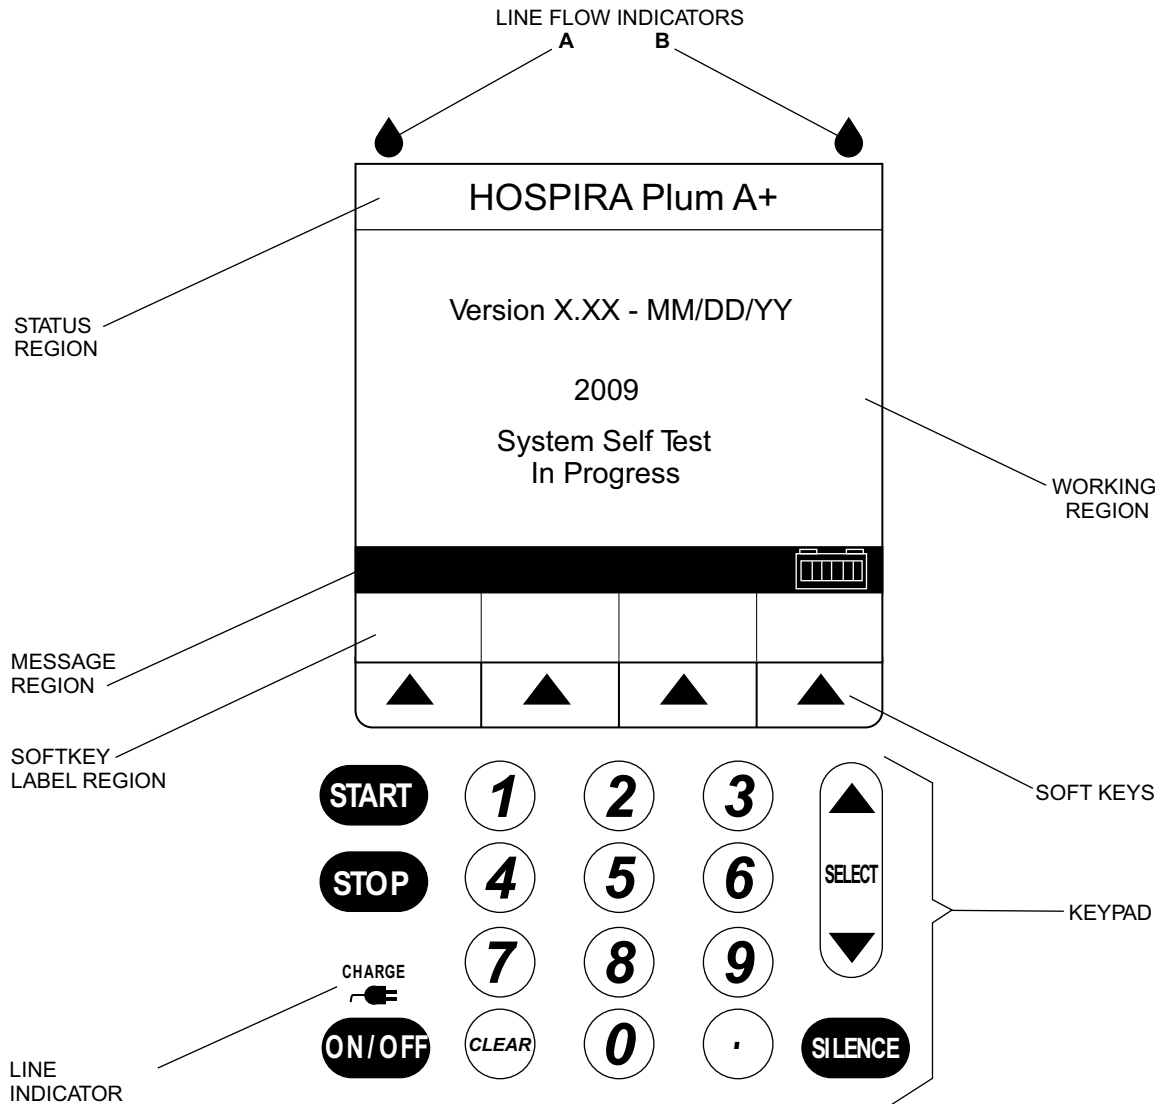 LINE FLOW INDICATORS
A B
HOSPIRA Plum A+
Version X.XX - MM/DD/YY
STATUS
REGION
2009
System Self Test
In Progress
WORKING
REGION
MESSAGE
REGION
SOFTKEY
LABEL REGION
SOFT KEYS
START 1 2 3
STOP 4 5 6 SELECT
KEYPAD
CHARGE 7 8 9
ON/OFF CLEAR 0 . SILENCE
LINE
INDICATOR